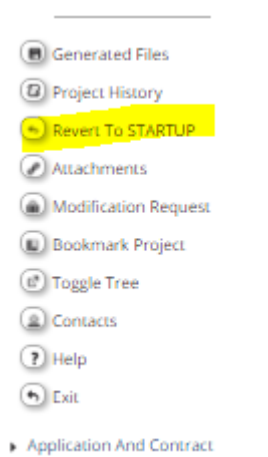 Generated Files
Project History
Revert To STARTUP
Attachments
Modification Request
Bookmark Project
Toggle Tree
Contacts
? Help
Exit
Application And Contract